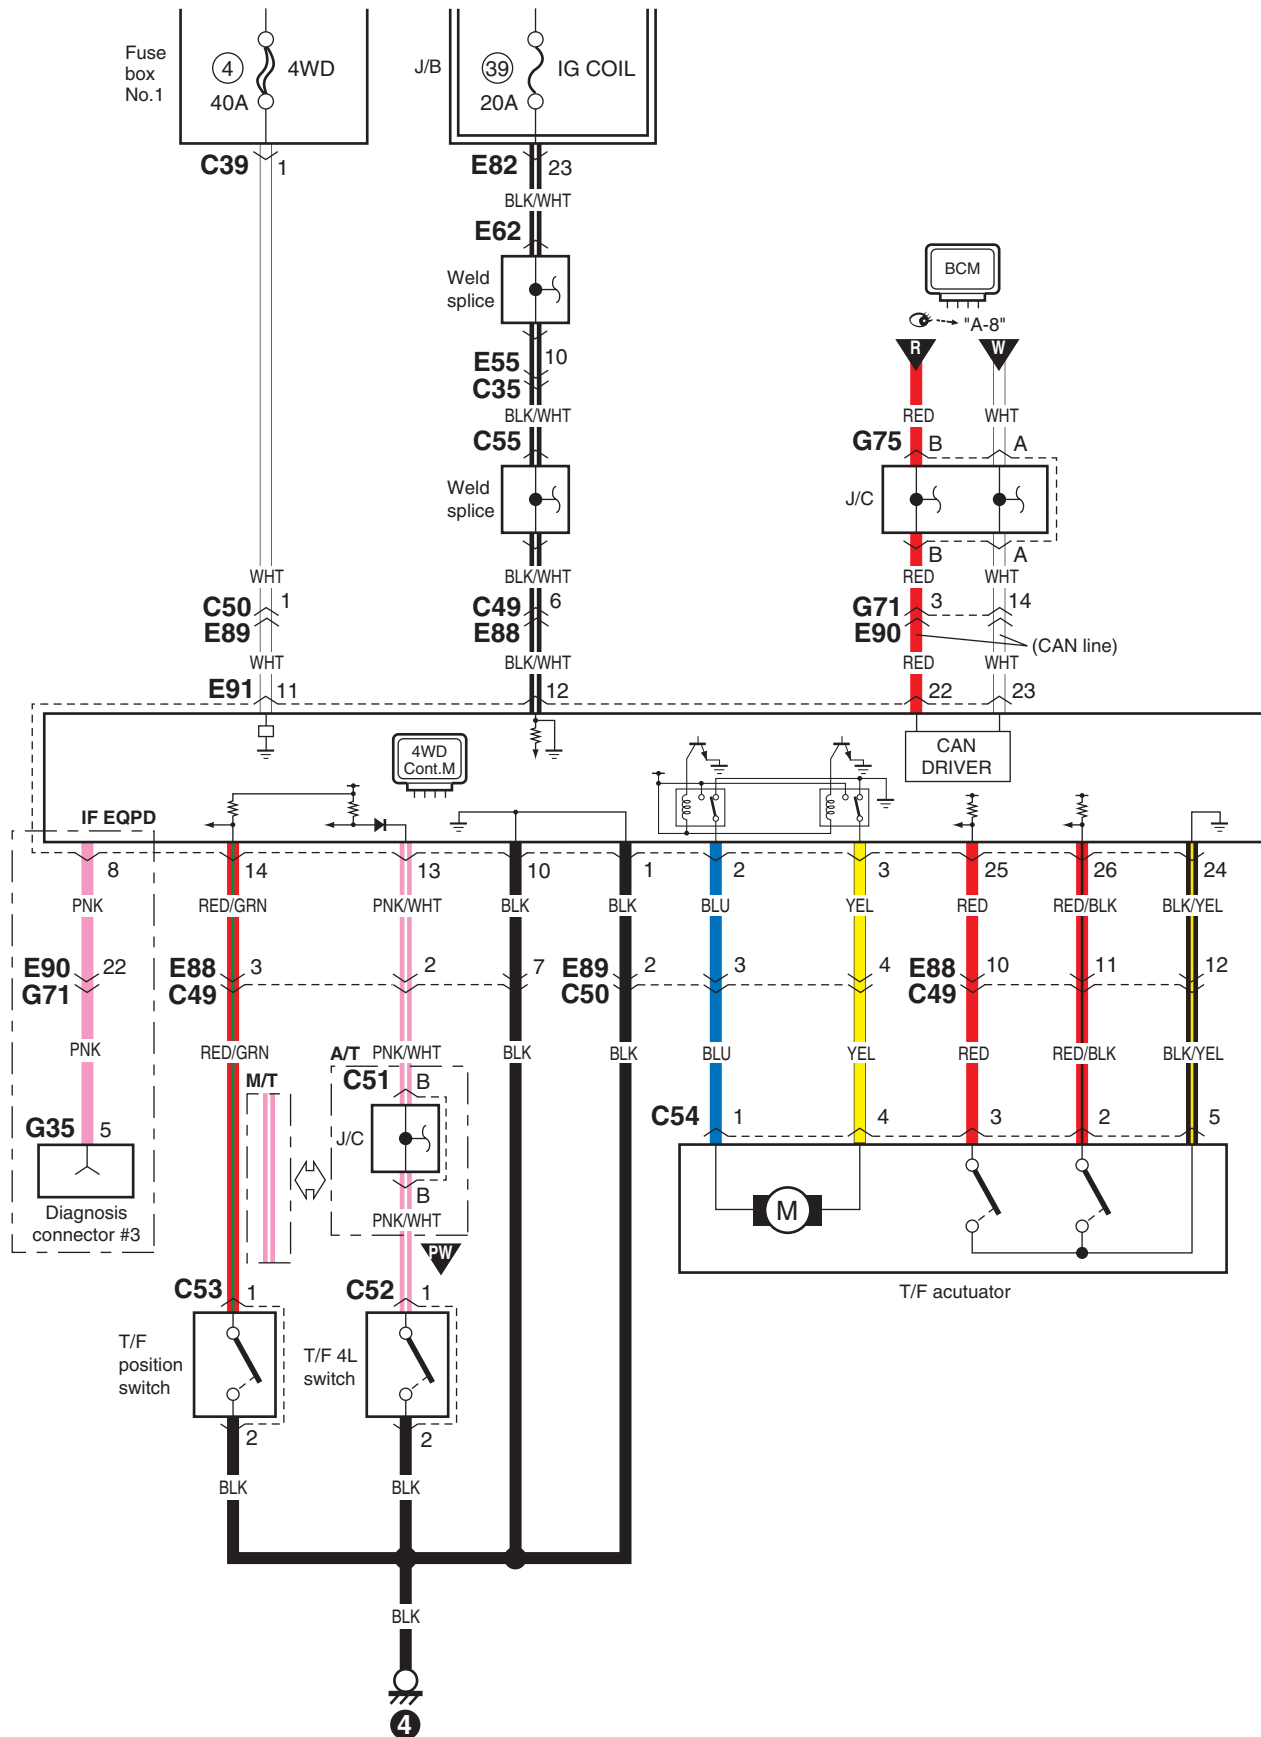 Fuse
box
No.1
4
4WD
40A
J/B
39
IG COIL
20A
C39
1
E82
23
BLK/WHT
E62
Weld
splice
BCM
"A-8"
R
W
E55
10
C35
RED
WHT
BLK/WHT
G75
B
A
C55
Weld
splice
J/C
B
A
WHT
BLK/WHT
RED
WHT
C50
1
C49
6
G71
3
14
E89
E88
E90
(CAN line)
WHT
BLK/WHT
RED
WHT
E91
11
12
22
23
4WD
Cont.M
CAN
DRIVER
IF EQPD
8
14
13
10
1
2
3
25
26
24
PNK
RED/GRN
PNK/WHT
BLK
BLK
BLU
YEL
RED
RED/BLK
BLK/YEL
E90
22
E88
3
2
7
E89
2
3
4
E88
10
11
12
G71
C49
C50
C49
PNK
RED/GRN
A/T
PNK/WHT
BLK
BLK
BLU
YEL
RED
RED/BLK
BLK/YEL
M/T
C51
B
G35
5
J/C
C54
1
4
3
2
5
B
Diagnosis
connector #3
PNK/WHT
M
PW
C53
1
C52
1
T/F acutuator
T/F
position
switch
T/F 4L
switch
2
2
BLK
BLK
BLK
4